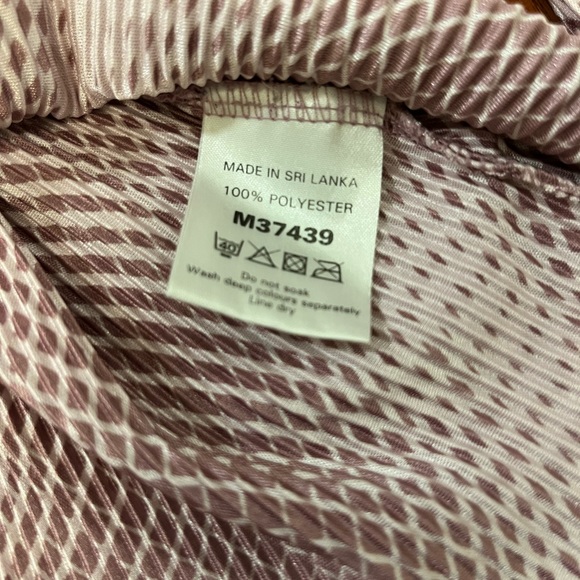 MADE IN SRI LANKA
100% POLYESTER
M37439
40
Do not soak
Wash deep colours separately
Line dry